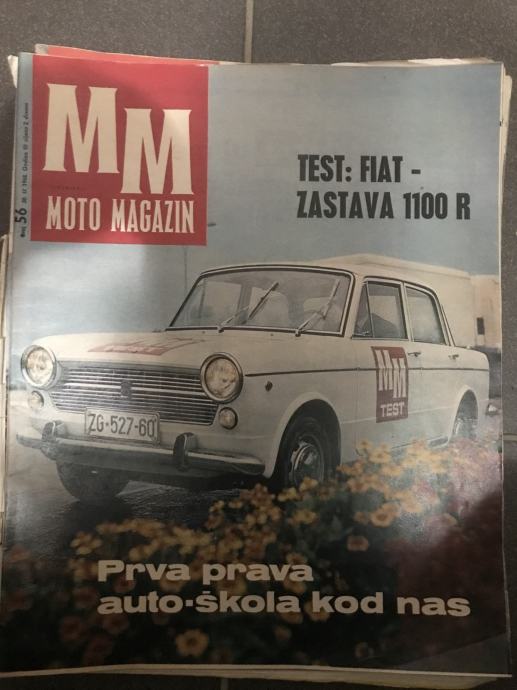 MM
MOTO MAGAZIN
TEST: FIAT -
ZASTAVA 1100 R
MM
TEST
ZG-527-60
Prva prava
auto-škola kod nas